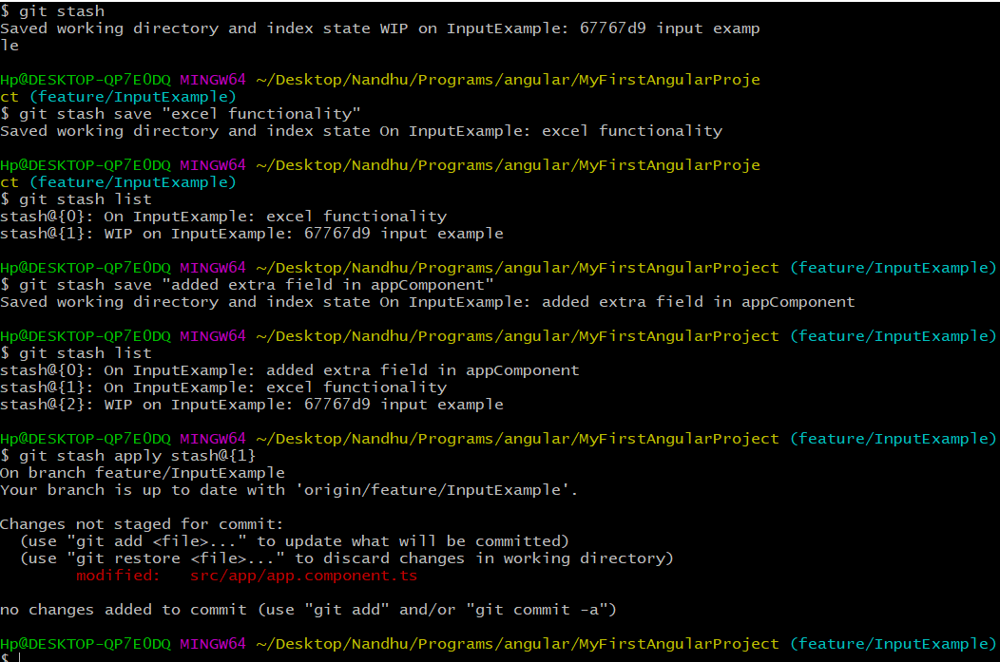 $ git stash
Saved working directory and index state WIP on InputExample: 67767d9 input examp
le
Hp@DESKTOP-QP7E0DQ MINGW64 ~/Desktop/Nandhu/Programs/angular/MyFirstAngularProje
ct (feature/InputExample)
$ git stash save "excel functionality"
Saved working directory and index state On InputExample: excel functionality
Hp@DESKTOP-QP7E0DQ MINGW64 ~/Desktop/Nandhu/Programs/angular/MyFirstAngularProje
ct (feature/InputExample)
$ git stash list
stash@{0}: On InputExample: excel functionality
stash@{1}: WIP on InputExample: 67767d9 input example
Hp@DESKTOP-QP7E0DQ MINGW64 ~/Desktop/Nandhu/Programs/angular/MyFirstAngularProject (feature/InputExample)
$ git stash save "added extra field in appComponent"
Saved working directory and index state On InputExample: added extra field in appComponent
Hp@DESKTOP-QP7E0DQ MINGW64 ~/Desktop/Nandhu/Programs/angular/MyFirstAngularProject (feature/InputExample)
$ git stash list
stash@{0}: On InputExample: added extra field in appComponent
stash@{1}: On InputExample: excel functionality
stash@{2}: WIP on InputExample: 67767d9 input example
Hp@DESKTOP-QP7E0DQ MINGW64 ~/Desktop/Nandhu/Programs/angular/MyFirstAngularProject (feature/InputExample)
$ git stash apply stash@{1}
On branch feature/InputExample
Your branch is up to date with 'origin/feature/InputExample'.
Changes not staged for commit:
  (use "git add <file>..." to update what will be committed)
  (use "git restore <file>..." to discard changes in working directory)
        modified:   src/app/app.component.ts
no changes added to commit (use "git add" and/or "git commit -a")
Hp@DESKTOP-QP7E0DQ MINGW64 ~/Desktop/Nandhu/Programs/angular/MyFirstAngularProject (feature/InputExample)
$